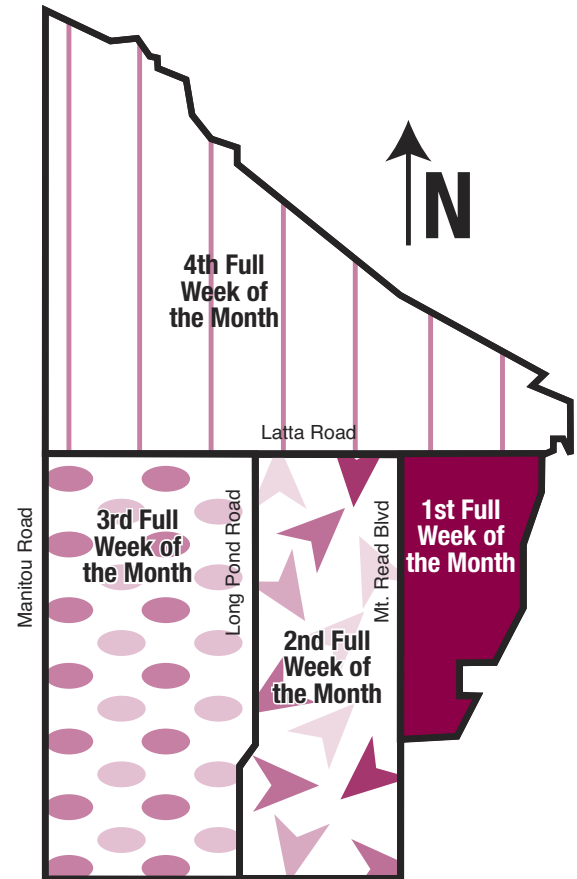 N
4th Full
Week of
the Month
Latta Road
Manitou Road
3rd Full
Week of
the Month
Long Pond Road
2nd Full
Week of
the Month
Mt. Read Blvd
1st Full
Week of
the Month